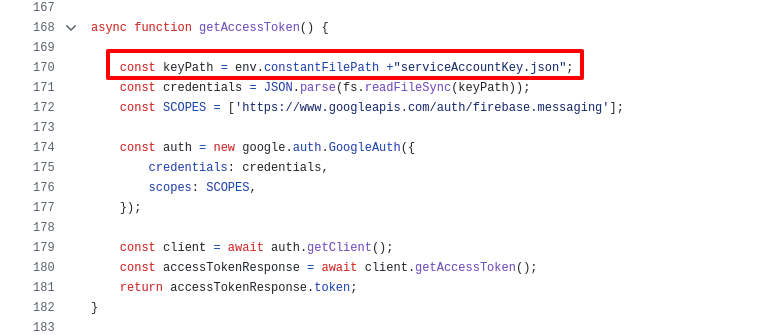 167
168 async function getAccessToken() {
169
170 const keyPath = env.constantFilePath +"serviceAccountKey.json";
171 const credentials = JSON.parse(fs.readFileSync(keyPath));
172 const SCOPES = ['https://www.googleapis.com/auth/firebase.messaging'];
173
174 const auth = new google.auth.GoogleAuth({
175 credentials: credentials,
176 scopes: SCOPES,
177 });
178
179 const client = await auth.getClient();
180 const accessTokenResponse = await client.getAccessToken();
181 return accessTokenResponse.token;
182 }
183